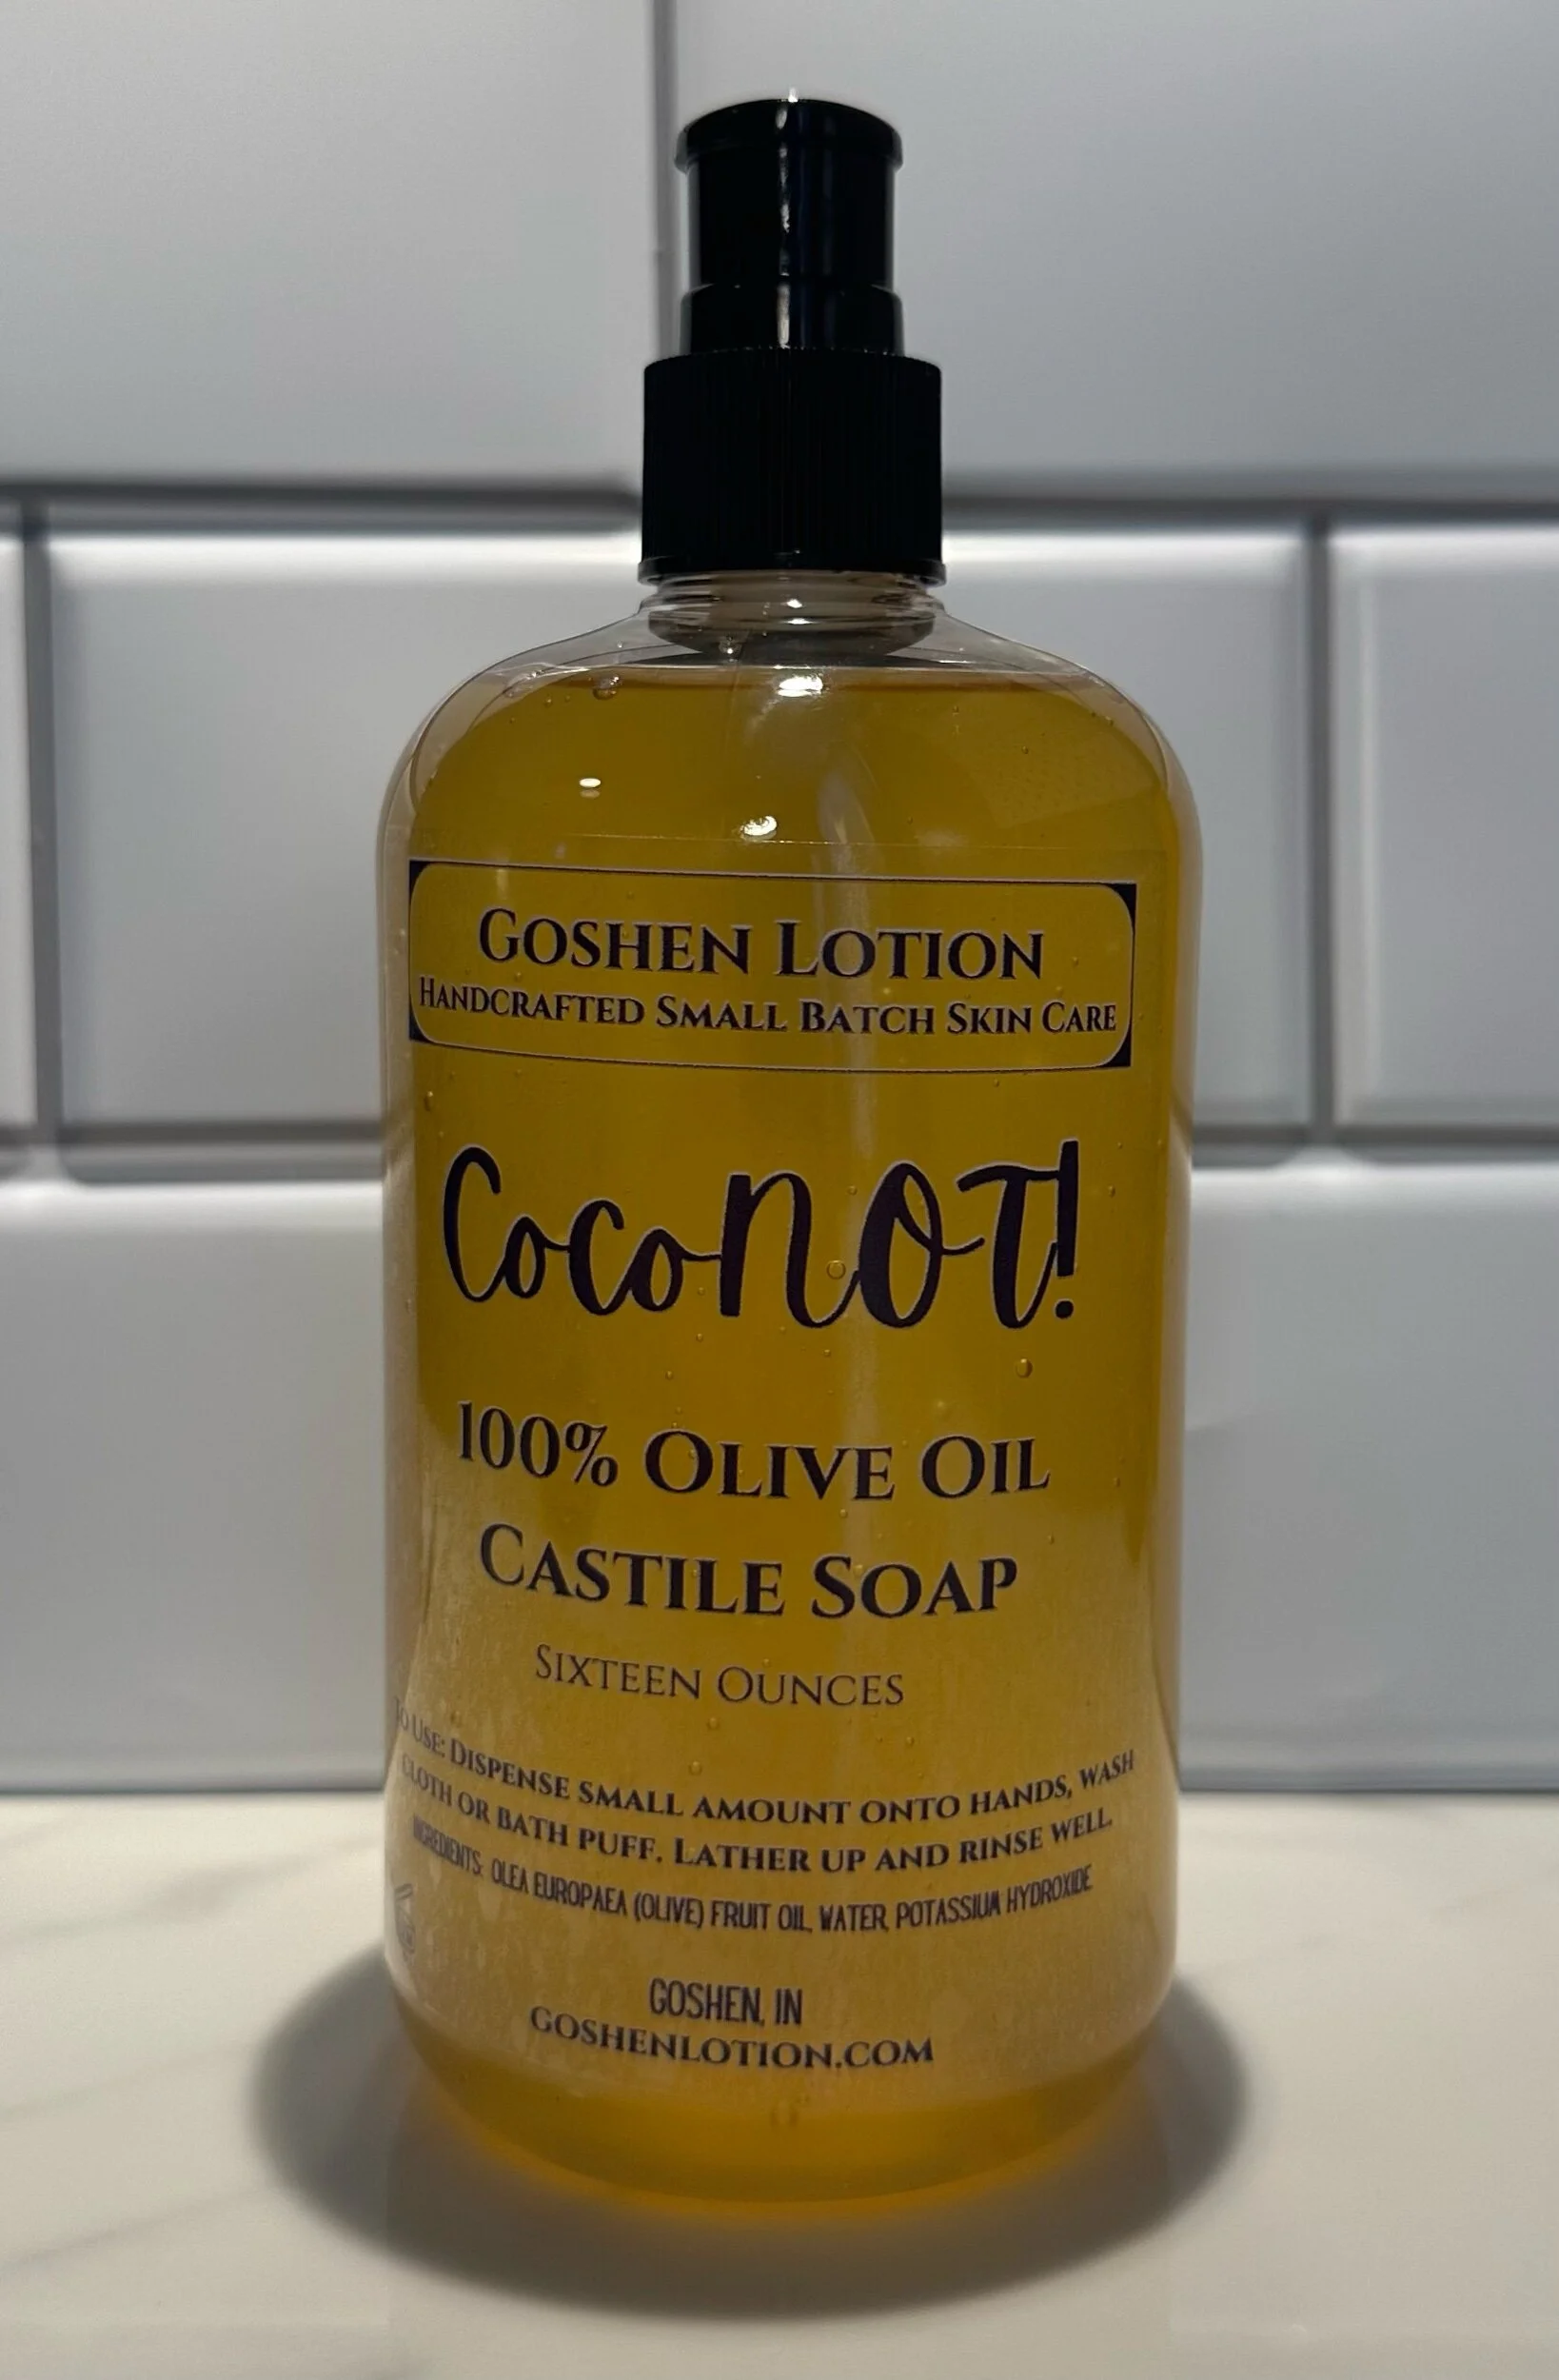 Goshen Lotion
Handcrafted Small Batch Skin Care
CocoNOT!
100% Olive Oil
Castile Soap
Sixteen Ounces
To Use: Dispense small amount onto hands, wash
cloth or bath puff. Lather up and rinse well.
INGREDIENTS: OLEA EUROPAEA (OLIVE) FRUIT OIL, WATER, POTASSIUM HYDROXIDE
GOSHEN, IN
GOSHENLOTION.COM